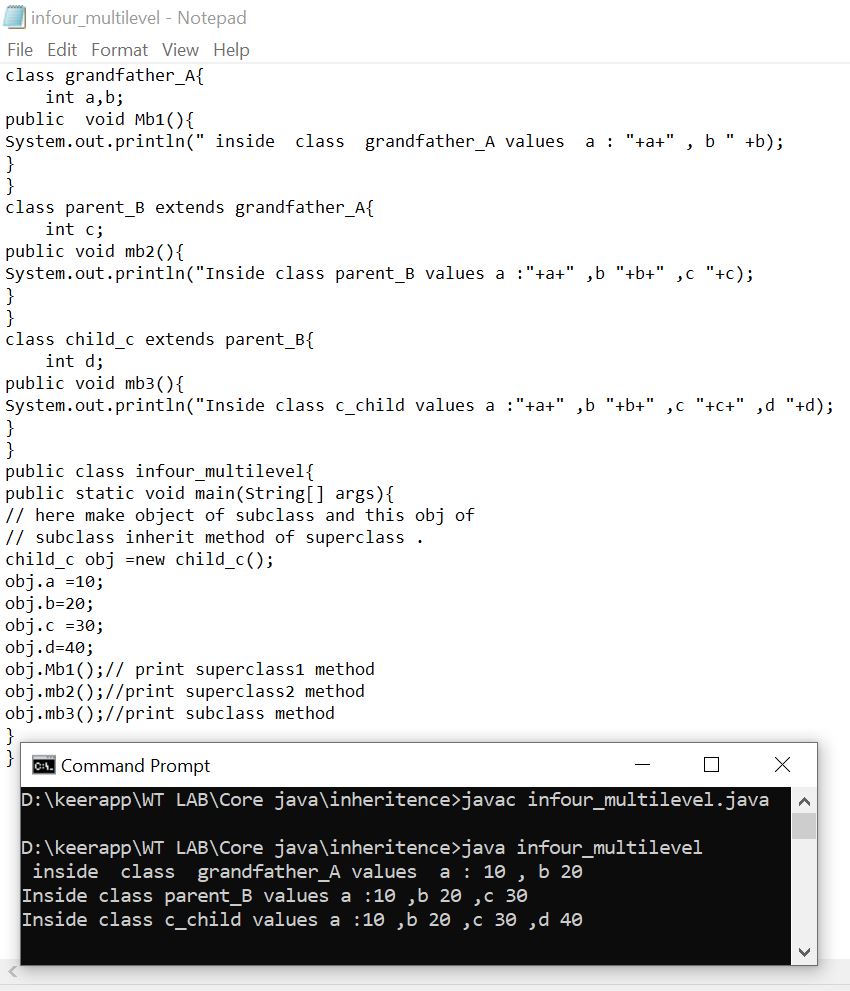 infour_multilevel - Notepad
File Edit Format View Help
class grandfather_A{
    int a,b;
public  void Mb1(){
System.out.println(" inside  class  grandfather_A values  a : "+a+" , b " +b);
}
}
class parent_B extends grandfather_A{
    int c;
public void mb2(){
System.out.println("Inside class parent_B values a :"+a+" ,b "+b+" ,c "+c);
}
}
class child_c extends parent_B{
    int d;
public void mb3(){
System.out.println("Inside class c_child values a :"+a+" ,b "+b+" ,c "+c+" ,d "+d);
}
}
public class infour_multilevel{
public static void main(String[] args){
// here make object of subclass and this obj of
// subclass inherit method of superclass .
child_c obj =new child_c();
obj.a =10;
obj.b=20;
obj.c =30;
obj.d=40;
obj.Mb1();// print superclass1 method
obj.mb2();//print superclass2 method
obj.mb3();//print subclass method
}
}
C:\. Command Prompt
D:\keerapp\WT LAB\Core java\inheritence>javac infour_multilevel.java

D:\keerapp\WT LAB\Core java\inheritence>java infour_multilevel
 inside  class  grandfather_A values  a : 10 , b 20
Inside class parent_B values a :10 ,b 20 ,c 30
Inside class c_child values a :10 ,b 20 ,c 30 ,d 40